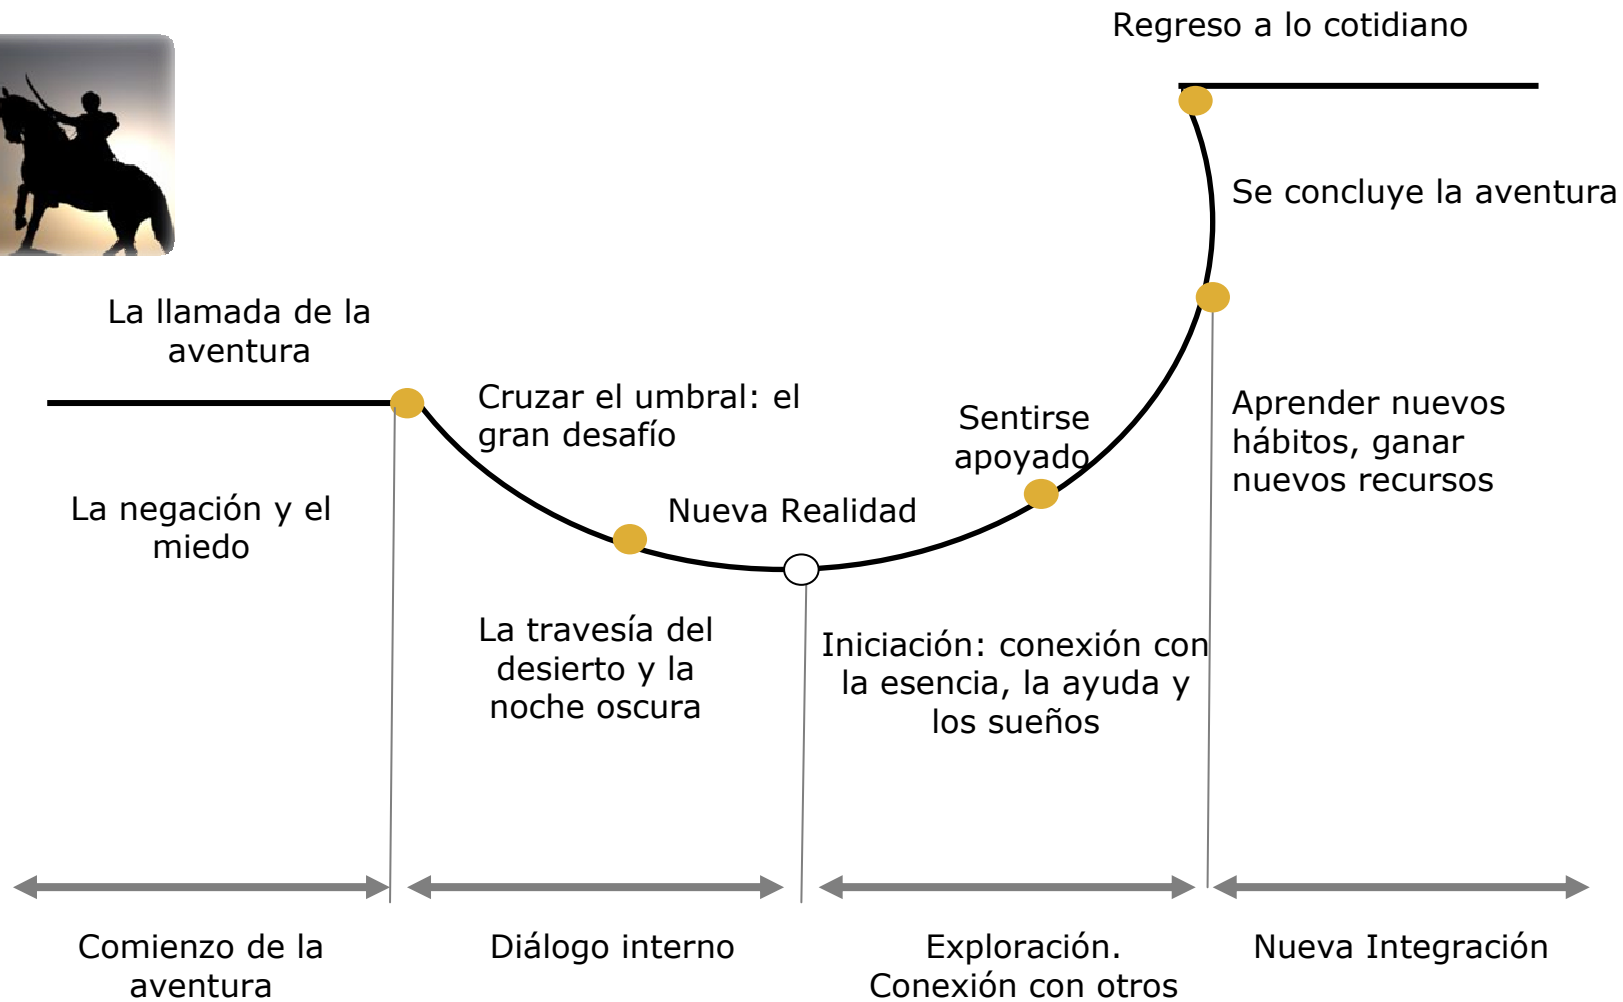 Regreso a lo cotidiano
Se concluye la aventura
La llamada de la
aventura
Cruzar el umbral: el
gran desafío
Sentirse
apoyado
Aprender nuevos
hábitos, ganar
nuevos recursos
La negación y el
miedo
Nueva Realidad
La travesía del
desierto y la
noche oscura
Iniciación: conexión con
la esencia, la ayuda y
los sueños
Comienzo de la
aventura
Diálogo interno
Exploración.
Conexión con otros
Nueva Integración